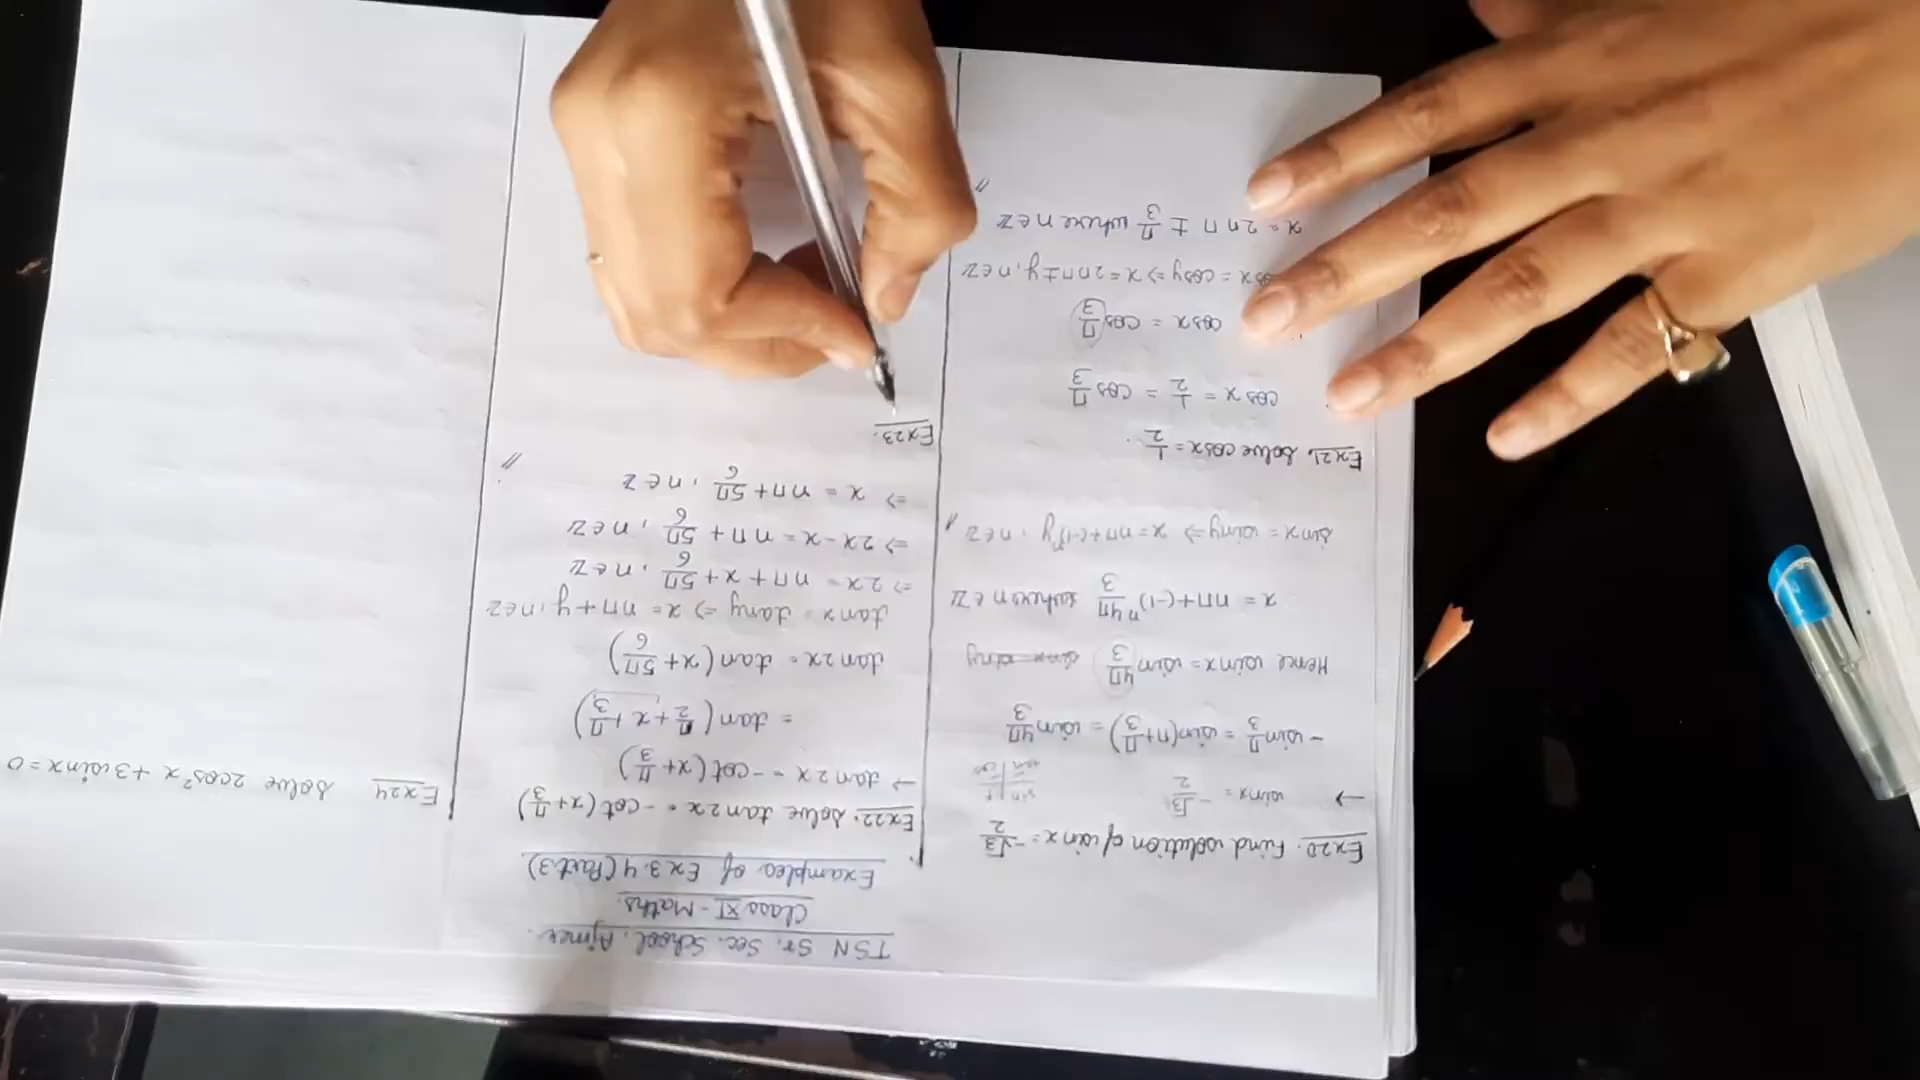 TSN Sr. Sec. School, Ajmer.
Class XI - Maths.
Examples of Ex 3.4 (Part 3).
Ex20. Find solution of sin x = -√3/2
→ sin x = -√3/2
-sin π/3 = sin(π+π/3) = sin 4π/3
Hence sin x = sin 4π/3
x = nπ+(-1)ⁿ 4π/3 where n ∈ Z
sin x = sin y ⇒ x = nπ+(-1)ⁿy, n ∈ Z
Ex21. Solve cos x = 1/2.
cos x = 1/2 = cos π/3
cos x = cos π/3
cos x = cos y ⇒ x = 2nπ ± y, n ∈ Z
x = 2nπ ± π/3 where n ∈ Z
Ex22. Solve tan 2x = -cot(x+π/3)
→ tan 2x = -cot(x+π/3)
= tan(π/2 + x + π/3)
tan 2x = tan(x + 5π/6)
tan x = tan y ⇒ x = nπ + y, n ∈ Z
⇒ 2x = nπ + x + 5π/6, n ∈ Z
⇒ 2x - x = nπ + 5π/6, n ∈ Z
⇒ x = nπ + 5π/6, n ∈ Z
Ex23.
Ex24 Solve 2cos²x + 3sin x = 0